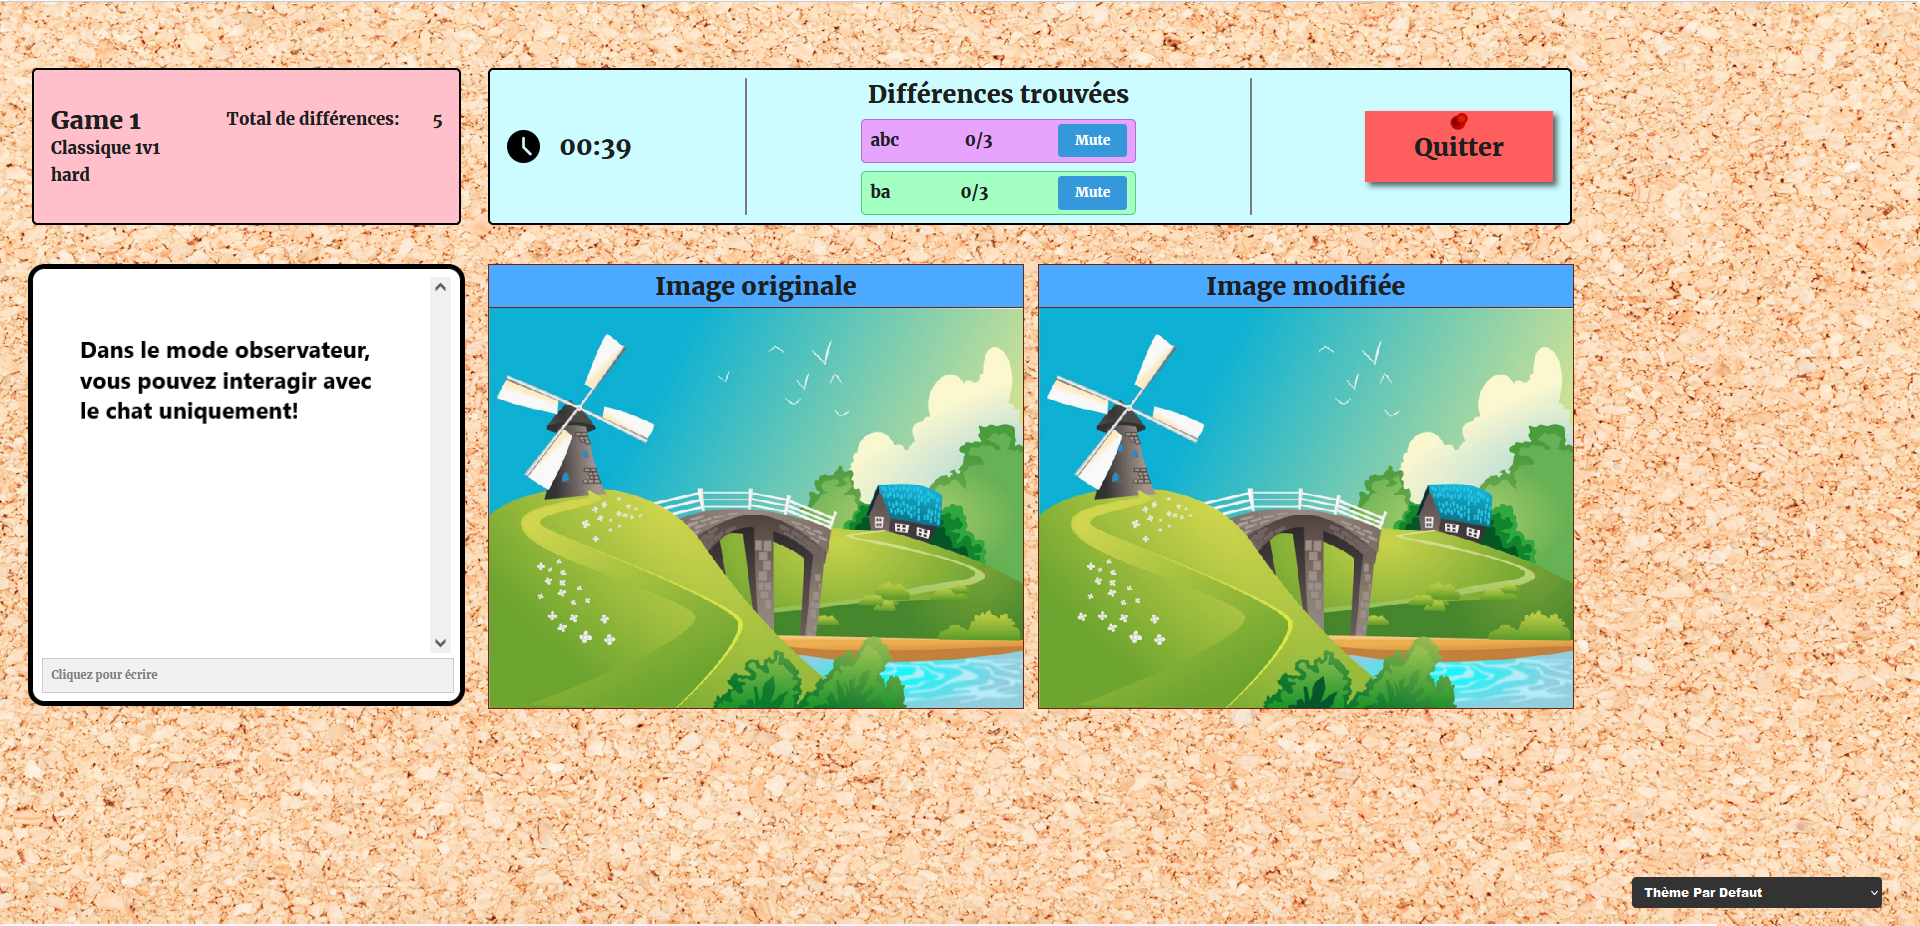 Game 1
Total de différences: 5
Classique 1v1
hard
00:39
Différences trouvées
abc 0/3 Mute
ba 0/3 Mute
Quitter
Dans le mode observateur,
vous pouvez interagir avec
le chat uniquement!
Cliquez pour écrire
Image originale
Image modifiée
Thème Par Defaut